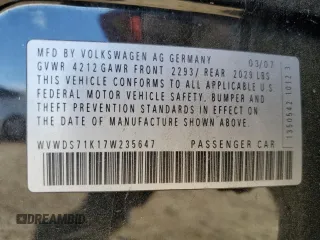 MFD. BY VOLKSWAGEN AG GERMANY 03/07
GVWR 4212 GAWR FRONT 2293/ REAR 2029 LBS
THIS VEHICLE CONFORMS TO ALL APPLICABLE U.S.
FEDERAL MOTOR VEHICLE SAFETY, BUMPER AND
THEFT PREVENTION STANDARDS IN EFFECT ON THE
DATE OF MANUFACTURE SHOWN ABOVE.
WVWDS71K17W235647 PASSENGER CAR
DREAMBID